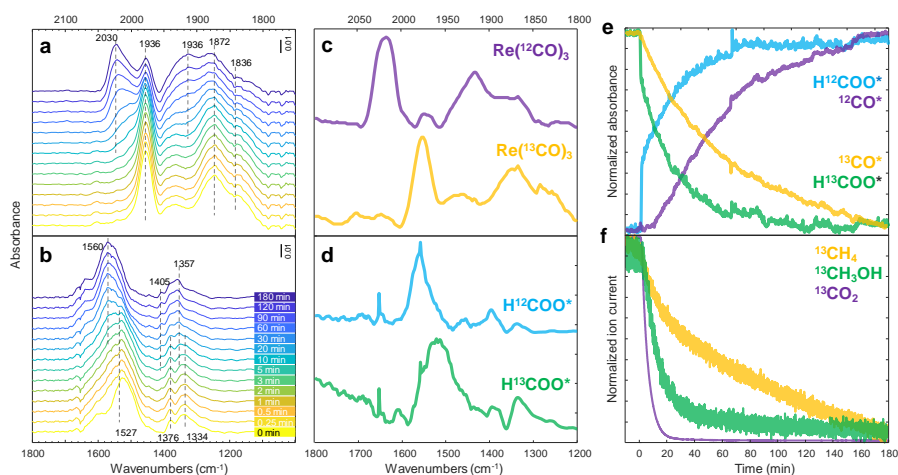 2100 2000 1900 1800
a
2030 1936 1936 1872 1836
0.01
Absorbance
b
1560
1405 1357
0.01
180 min
120 min
90 min
60 min
30 min
20 min
10 min
5 min
3 min
2 min
1 min
0.5 min
0.25 min
0 min
1527 1376 1334
1800 1600 1400 1200
Wavenumbers (cm⁻¹)
2100 2050 2000 1950 1900 1850 1800
c
Re(¹²CO)₃
Re(¹³CO)₃
d
H¹²COO*
H¹³COO*
1800 1700 1600 1500 1400 1300 1200
Wavenumbers (cm⁻¹)
e
Normalized absorbance
H¹²COO*
¹²CO*
¹³CO*
H¹³COO*
f
Normalized ion current
¹³CH₄
¹³CH₃OH
¹³CO₂
0 20 40 60 80 100 120 140 160 180
Time (min)